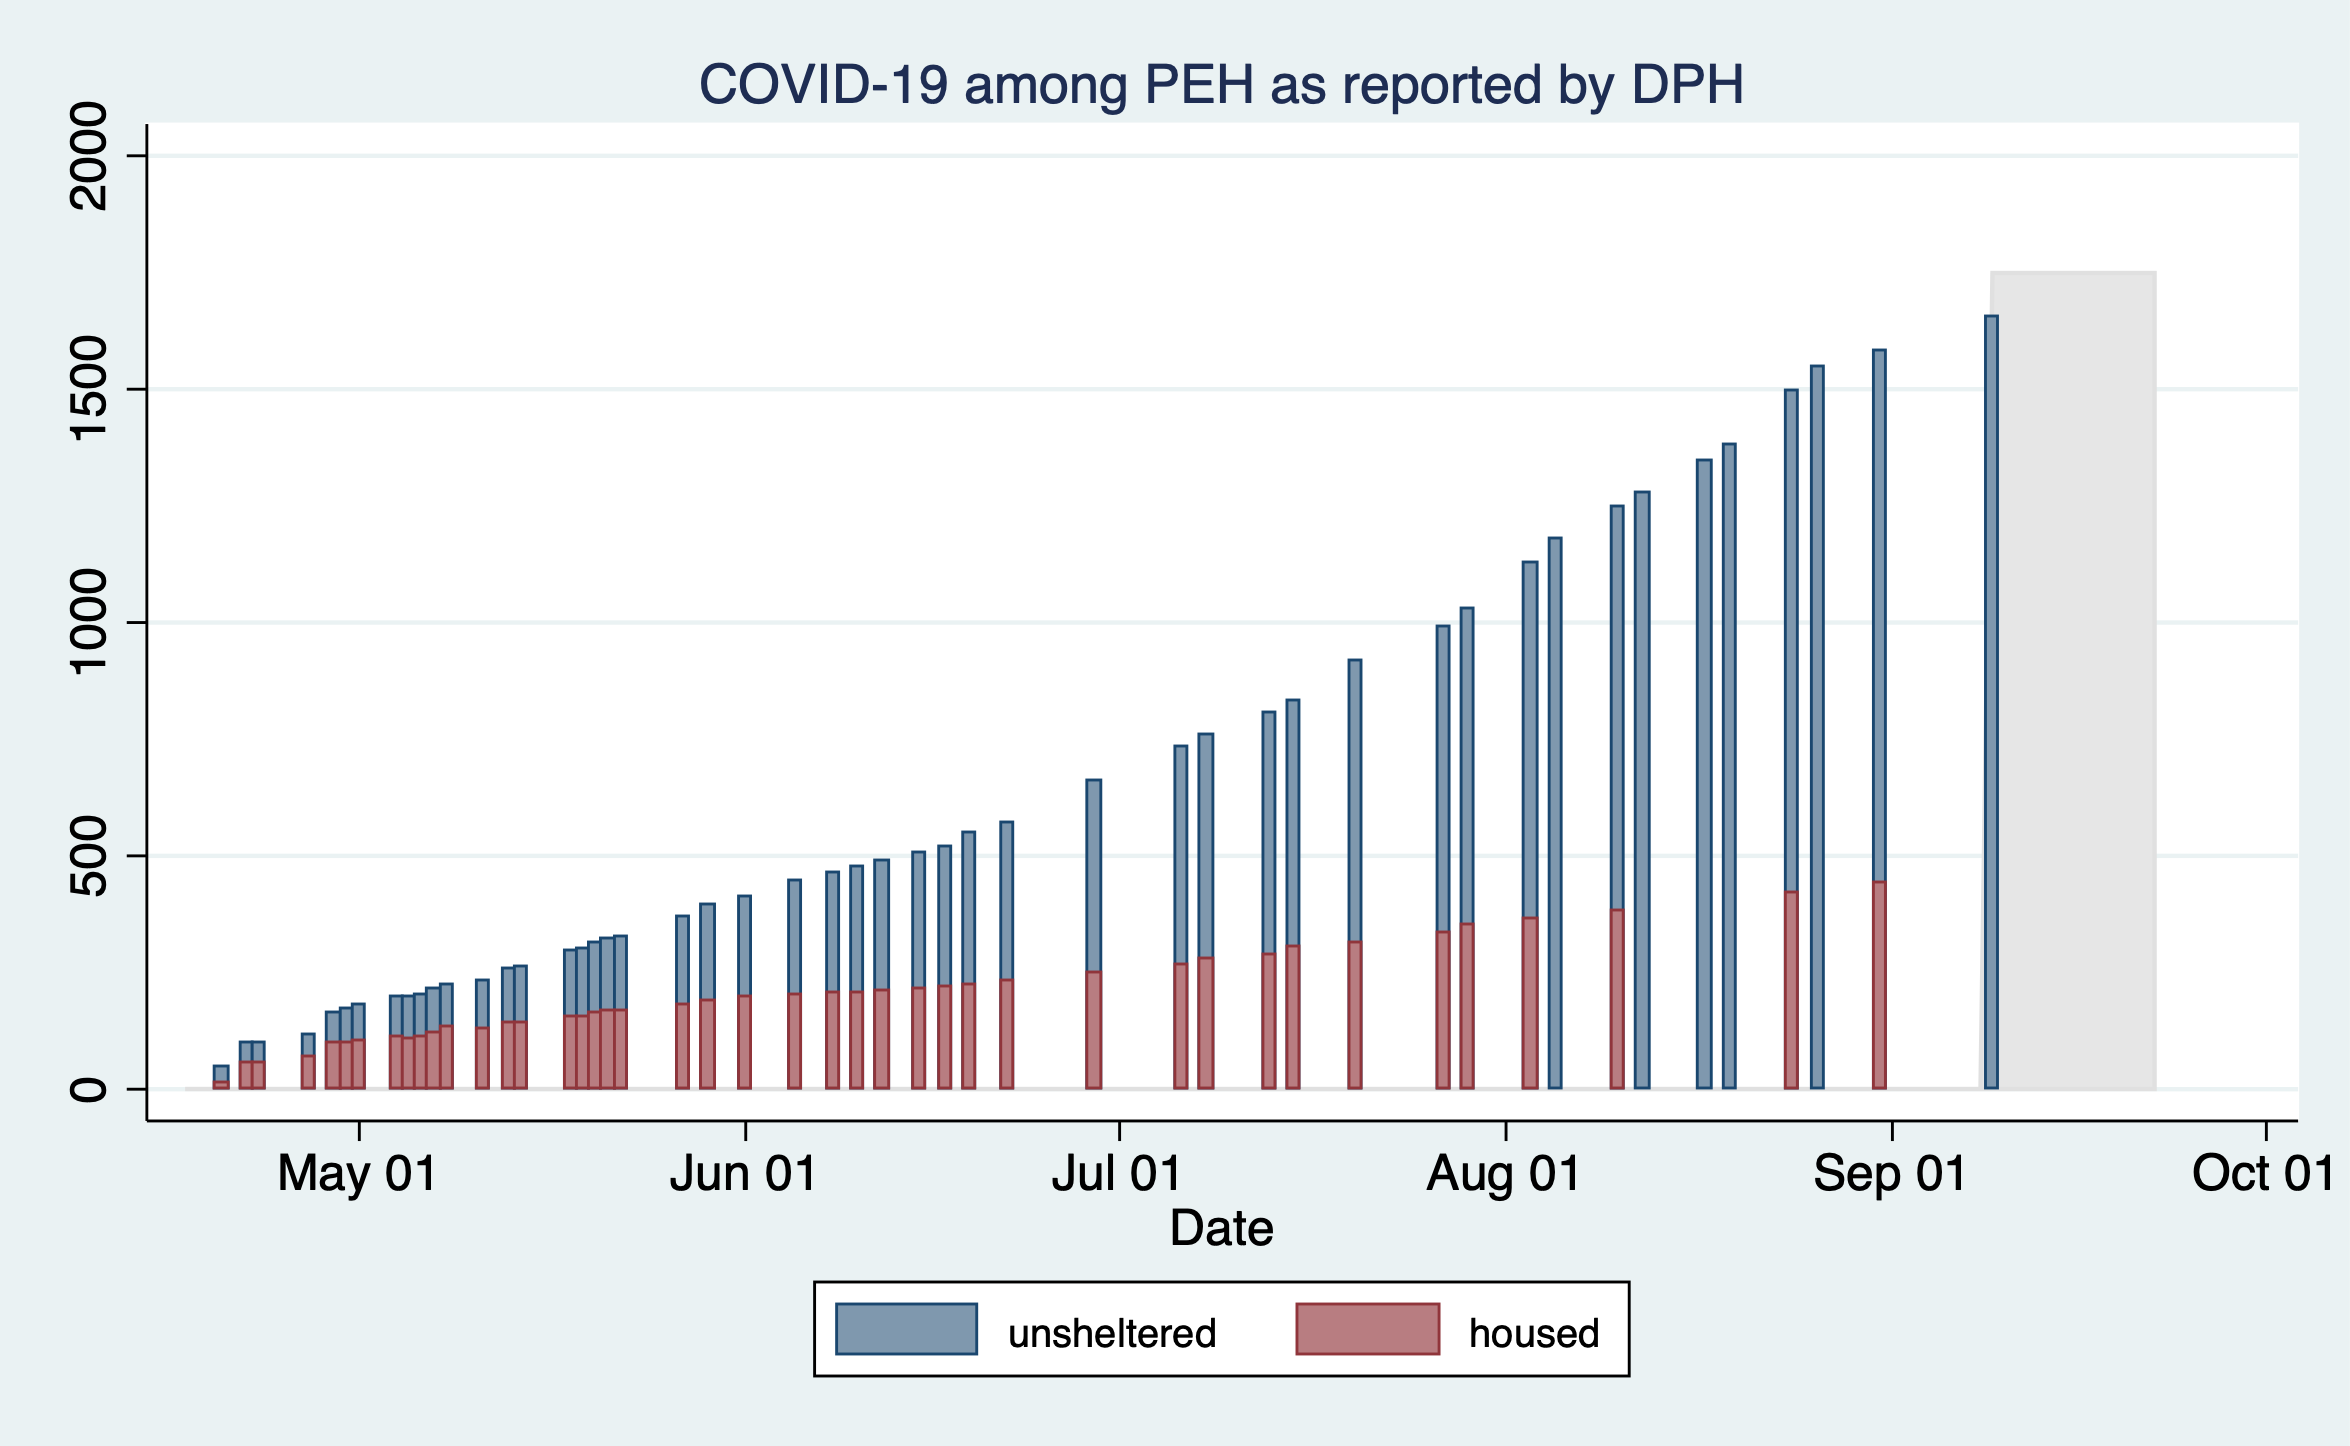 COVID-19 among PEH as reported by DPH
2000
1500
1000
500
0
May 01 Jun 01 Jul 01 Aug 01 Sep 01 Oct 01
Date
unsheltered housed